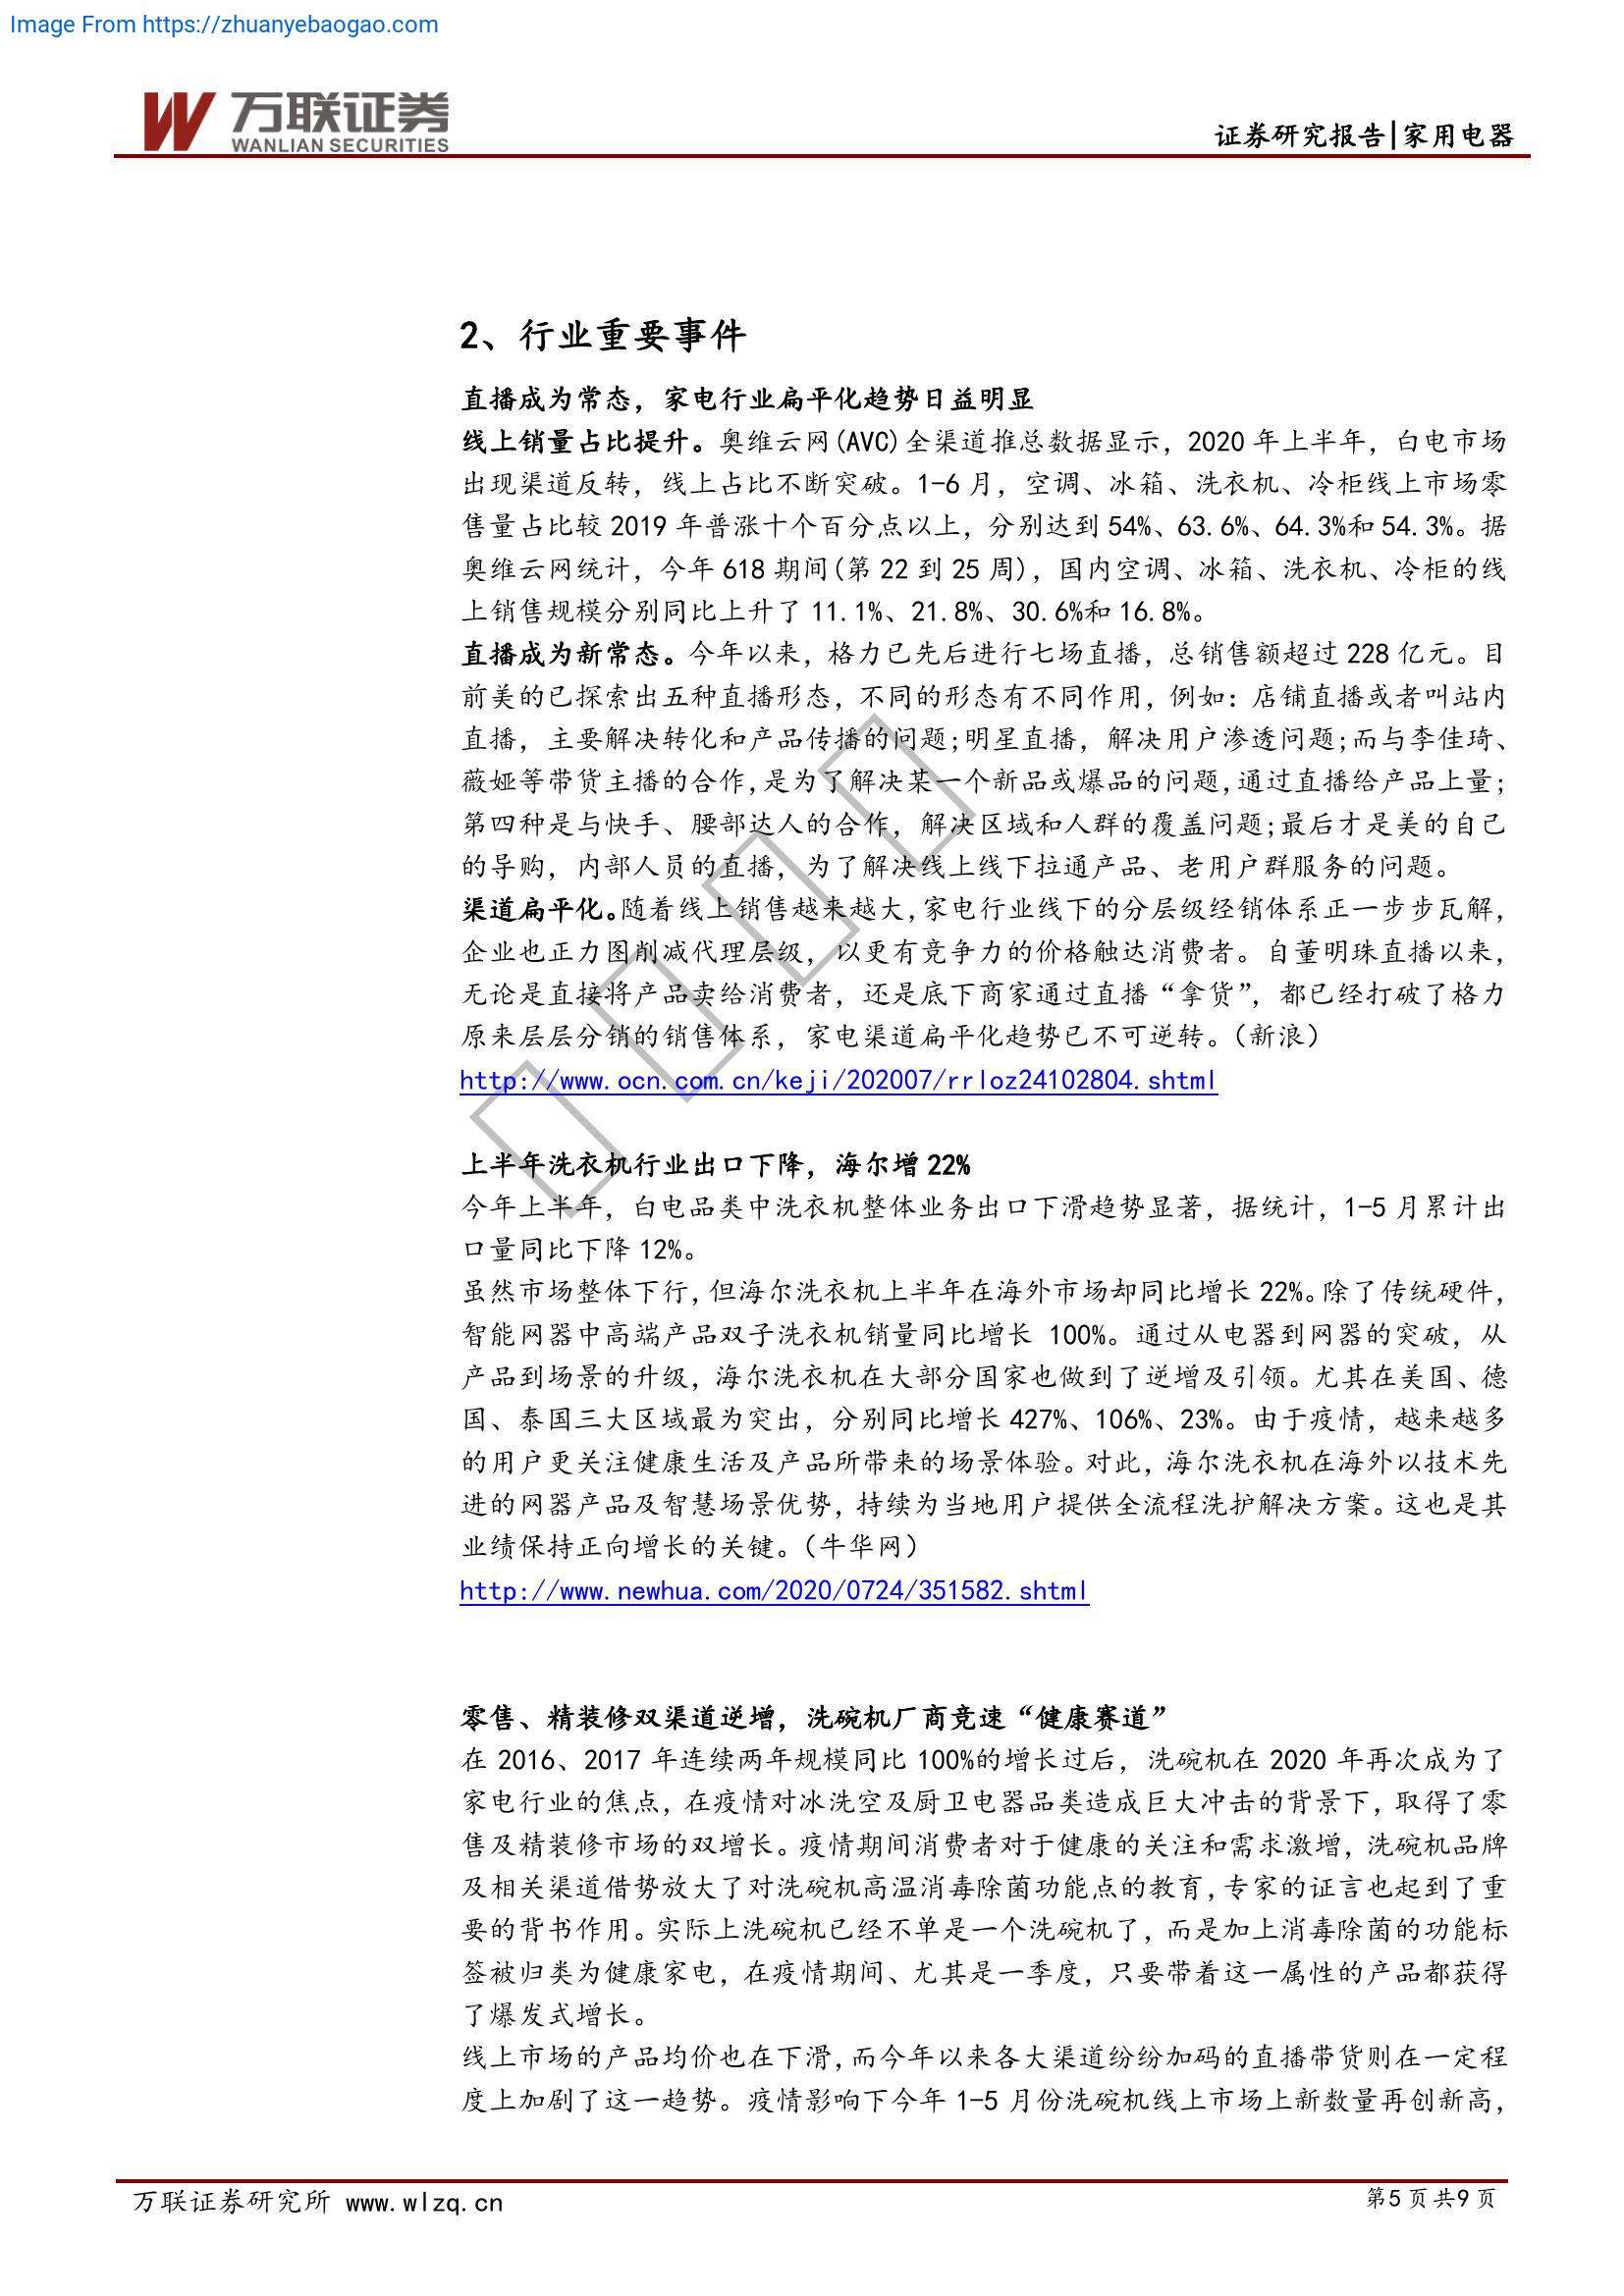 Image From https://zhuanyebaogao.com
万联证券
WANLIAN SECURITIES
证券研究报告|家用电器
2、行业重要事件
直播成为常态，家电行业扁平化趋势日益明显
线上销量占比提升。奥维云网(AVC)全渠道推总数据显示，2020 年上半年，白电市场
出现渠道反转，线上占比不断突破。1-6 月，空调、冰箱、洗衣机、冷柜线上市场零
售量占比较 2019 年普涨十个百分点以上，分别达到 54%、63.6%、64.3%和 54.3%。据
奥维云网统计，今年 618 期间(第 22 到 25 周)，国内空调、冰箱、洗衣机、冷柜的线
上销售规模分别同比上升了 11.1%、21.8%、30.6%和 16.8%。
直播成为新常态。今年以来，格力已先后进行七场直播，总销售额超过 228 亿元。目
前美的已探索出五种直播形态，不同的形态有不同作用，例如：店铺直播或者叫站内
直播，主要解决转化和产品传播的问题;明星直播，解决用户渗透问题;而与李佳琦、
薇娅等带货主播的合作,是为了解决某一个新品或爆品的问题,通过直播给产品上量;
第四种是与快手、腰部达人的合作，解决区域和人群的覆盖问题;最后才是美的自己
的导购，内部人员的直播，为了解决线上线下拉通产品、老用户群服务的问题。
渠道扁平化。随着线上销售越来越大,家电行业线下的分层级经销体系正一步步瓦解，
企业也正力图削减代理层级，以更有竞争力的价格触达消费者。自董明珠直播以来，
无论是直接将产品卖给消费者，还是底下商家通过直播“拿货”，都已经打破了格力
原来层层分销的销售体系，家电渠道扁平化趋势已不可逆转。（新浪）
http://www.ocn.com.cn/keji/202007/rrloz24102804.shtml
上半年洗衣机行业出口下降，海尔增 22%
今年上半年，白电品类中洗衣机整体业务出口下滑趋势显著，据统计，1-5 月累计出
口量同比下降 12%。
虽然市场整体下行,但海尔洗衣机上半年在海外市场却同比增长 22%。除了传统硬件，
智能网器中高端产品双子洗衣机销量同比增长 100%。通过从电器到网器的突破，从
产品到场景的升级，海尔洗衣机在大部分国家也做到了逆增及引领。尤其在美国、德
国、泰国三大区域最为突出，分别同比增长 427%、106%、23%。由于疫情，越来越多
的用户更关注健康生活及产品所带来的场景体验。对此，海尔洗衣机在海外以技术先
进的网器产品及智慧场景优势，持续为当地用户提供全流程洗护解决方案。这也是其
业绩保持正向增长的关键。（牛华网）
http://www.newhua.com/2020/0724/351582.shtml
零售、精装修双渠道逆增，洗碗机厂商竞速“健康赛道”
在 2016、2017 年连续两年规模同比 100%的增长过后，洗碗机在 2020 年再次成为了
家电行业的焦点，在疫情对冰洗空及厨卫电器品类造成巨大冲击的背景下，取得了零
售及精装修市场的双增长。疫情期间消费者对于健康的关注和需求激增，洗碗机品牌
及相关渠道借势放大了对洗碗机高温消毒除菌功能点的教育,专家的证言也起到了重
要的背书作用。实际上洗碗机已经不单是一个洗碗机了，而是加上消毒除菌的功能标
签被归类为健康家电，在疫情期间、尤其是一季度，只要带着这一属性的产品都获得
了爆发式增长。
线上市场的产品均价也在下滑,而今年以来各大渠道纷纷加码的直播带货则在一定程
度上加剧了这一趋势。疫情影响下今年 1-5 月份洗碗机线上市场上新数量再创新高，
万联证券研究所 www.wlzq.cn
第 5 页 共 9 页